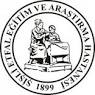 ŞİŞLİ ETFAL EĞİTİM VE ARAŞTIRMA HASTANESİ
1899